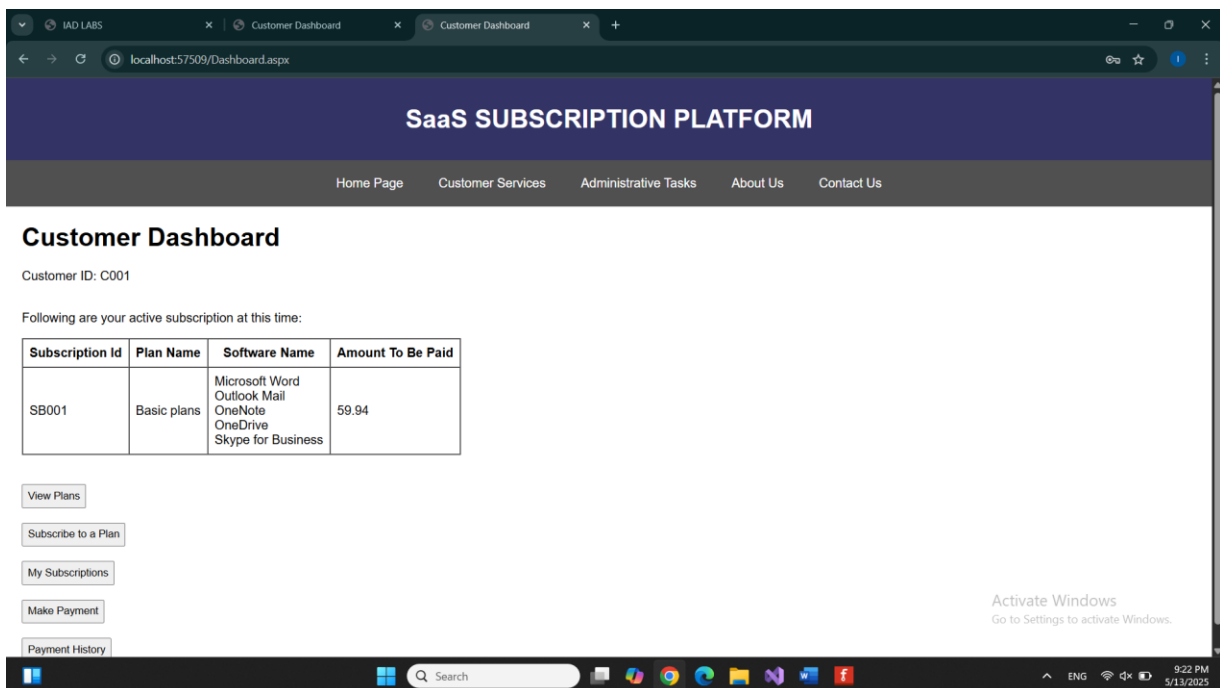 IAD LABS
Customer Dashboard
Customer Dashboard
localhost:57509/Dashboard.aspx
I
SaaS SUBSCRIPTION PLATFORM
Home Page Customer Services Administrative Tasks About Us Contact Us
Customer Dashboard
Customer ID: C001
Following are your active subscription at this time:
Subscription Id Plan Name Software Name Amount To Be Paid
Microsoft Word
Outlook Mail
SB001 Basic plans OneNote 59.94
OneDrive
Skype for Business
View Plans
Subscribe to a Plan
My Subscriptions
Make Payment
Payment History
Activate Windows
Go to Settings to activate Windows.
Search
ENG
9:22 PM
5/13/2025